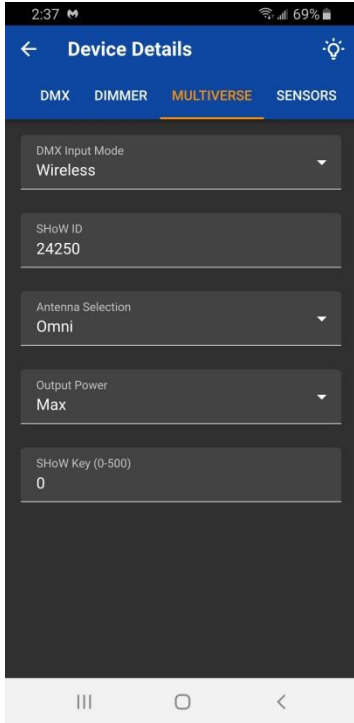 2:37 69%
Device Details
DMX DIMMER MULTIVERSE SENSORS
DMX Input Mode
Wireless
SHoW ID
24250
Antenna Selection
Omni
Output Power
Max
SHoW Key (0-500)
0